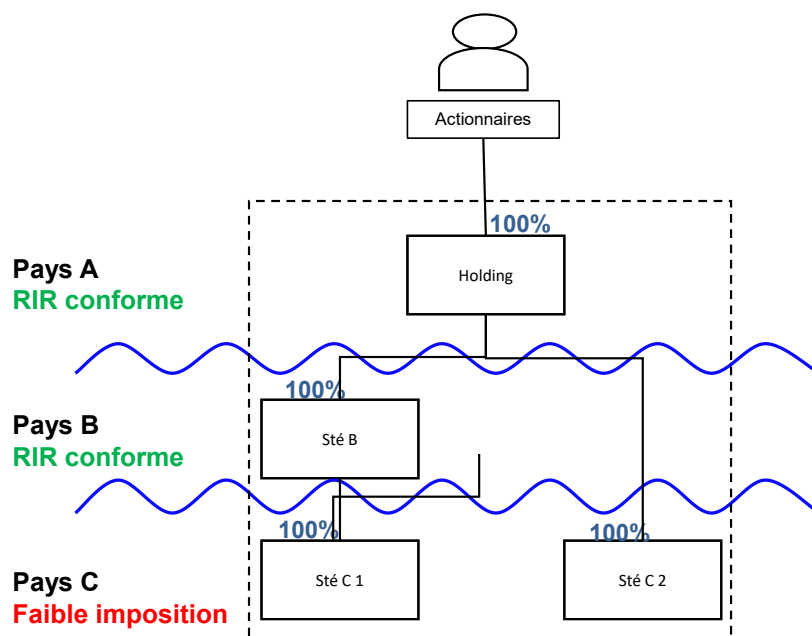 Actionnaires
100%
Holding
Pays A
RIR conforme
100%
Sté B
Pays B
RIR conforme
100%
100%
Sté C 1
Sté C 2
Pays C
Faible imposition